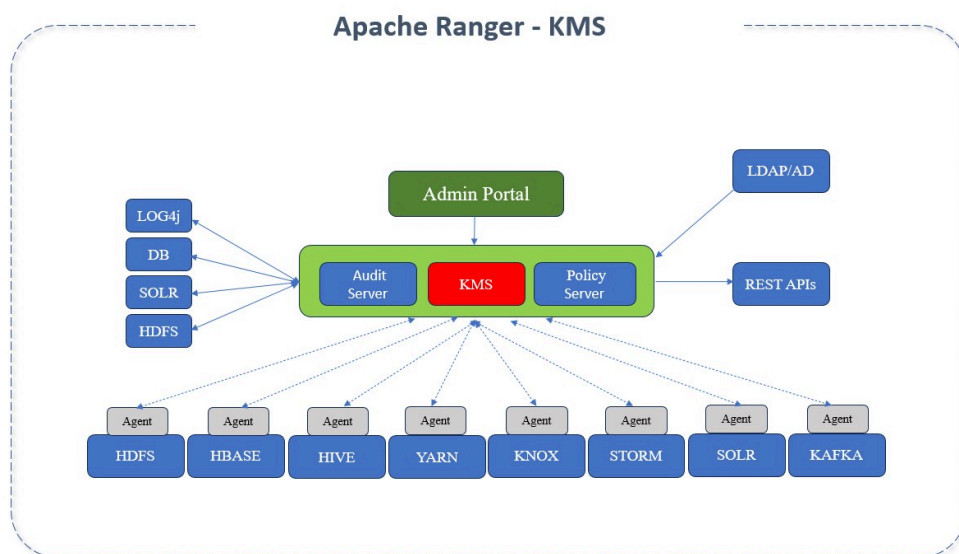 Apache Ranger - KMS
LDAP/AD
Admin Portal
LOG4j
DB
SOLR
HDFS
Audit
Server
KMS
Policy
Server
REST APIs
Agent
Agent
Agent
Agent
Agent
Agent
Agent
Agent
HDFS
HBASE
HIVE
YARN
KNOX
STORM
SOLR
KAFKA